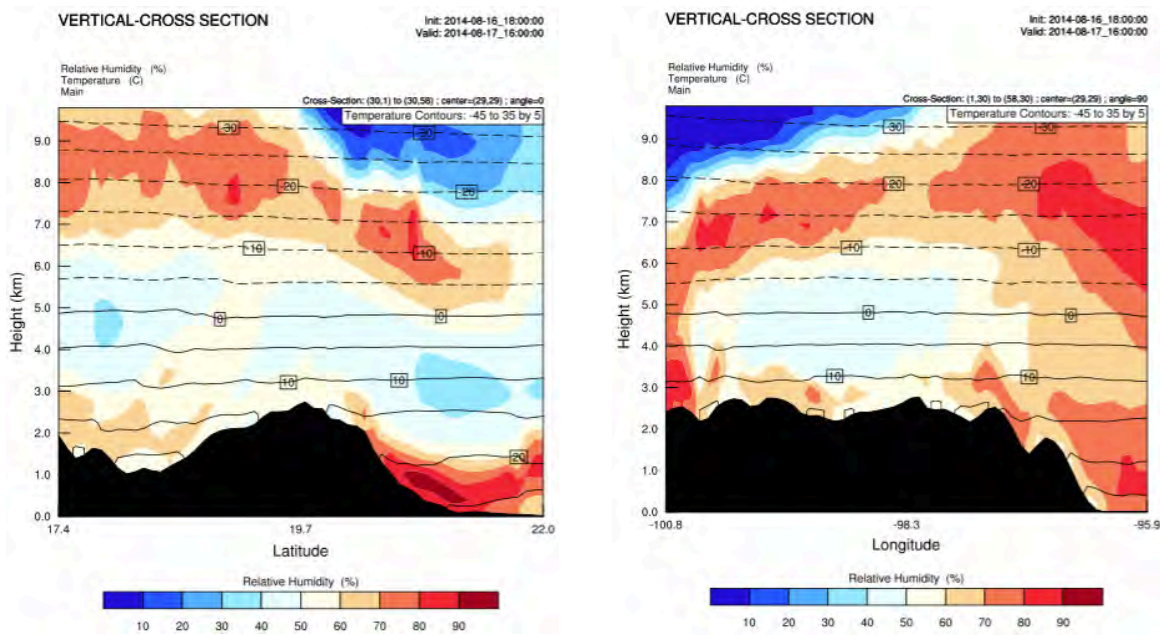 VERTICAL-CROSS SECTION
Init: 2014-08-16_18:00:00
Valid: 2014-08-17_16:00:00
Relative Humidity (%)
Temperature (C)
Main
Cross-Section: (30,1) to (30,58) ; center=(29,29) ; angle=0
Temperature Contours: -45 to 35 by 5
9.0
8.0
7.0
6.0
5.0
4.0
3.0
2.0
1.0
0.0
Height (km)
-30
-30
-20
-20
-10
-10
0
0
10
10
20
17.4
19.7
22.0
Latitude
Relative Humidity (%)
10 20 30 40 50 60 70 80 90
VERTICAL-CROSS SECTION
Init: 2014-08-16_18:00:00
Valid: 2014-08-17_16:00:00
Relative Humidity (%)
Temperature (C)
Main
Cross-Section: (1,30) to (58,30) ; center=(29,29) ; angle=90
Temperature Contours: -45 to 35 by 5
9.0
8.0
7.0
6.0
5.0
4.0
3.0
2.0
1.0
0.0
Height (km)
-30
-30
-20
-20
-10
-10
0
0
10
10
-100.8
-98.3
-95.9
Longitude
Relative Humidity (%)
10 20 30 40 50 60 70 80 90